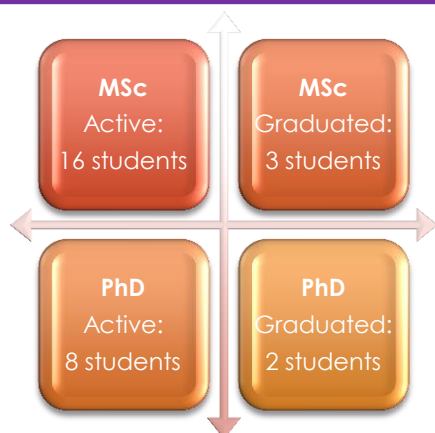 MSc
Active:
16 students
MSc
Graduated:
3 students
PhD
Active:
8 students
PhD
Graduated:
2 students